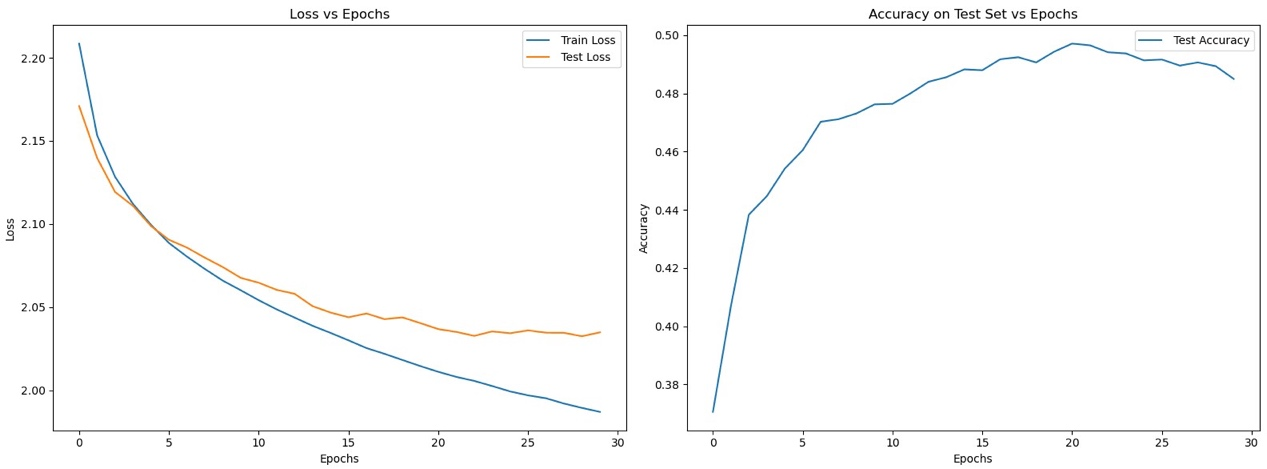 Loss vs Epochs
Train Loss
Test Loss
2.20
2.15
2.10
2.05
2.00
Loss
0 5 10 15 20 25 30
Epochs
Accuracy on Test Set vs Epochs
Test Accuracy
0.50
0.48
0.46
0.44
0.42
0.40
0.38
Accuracy
0 5 10 15 20 25 30
Epochs